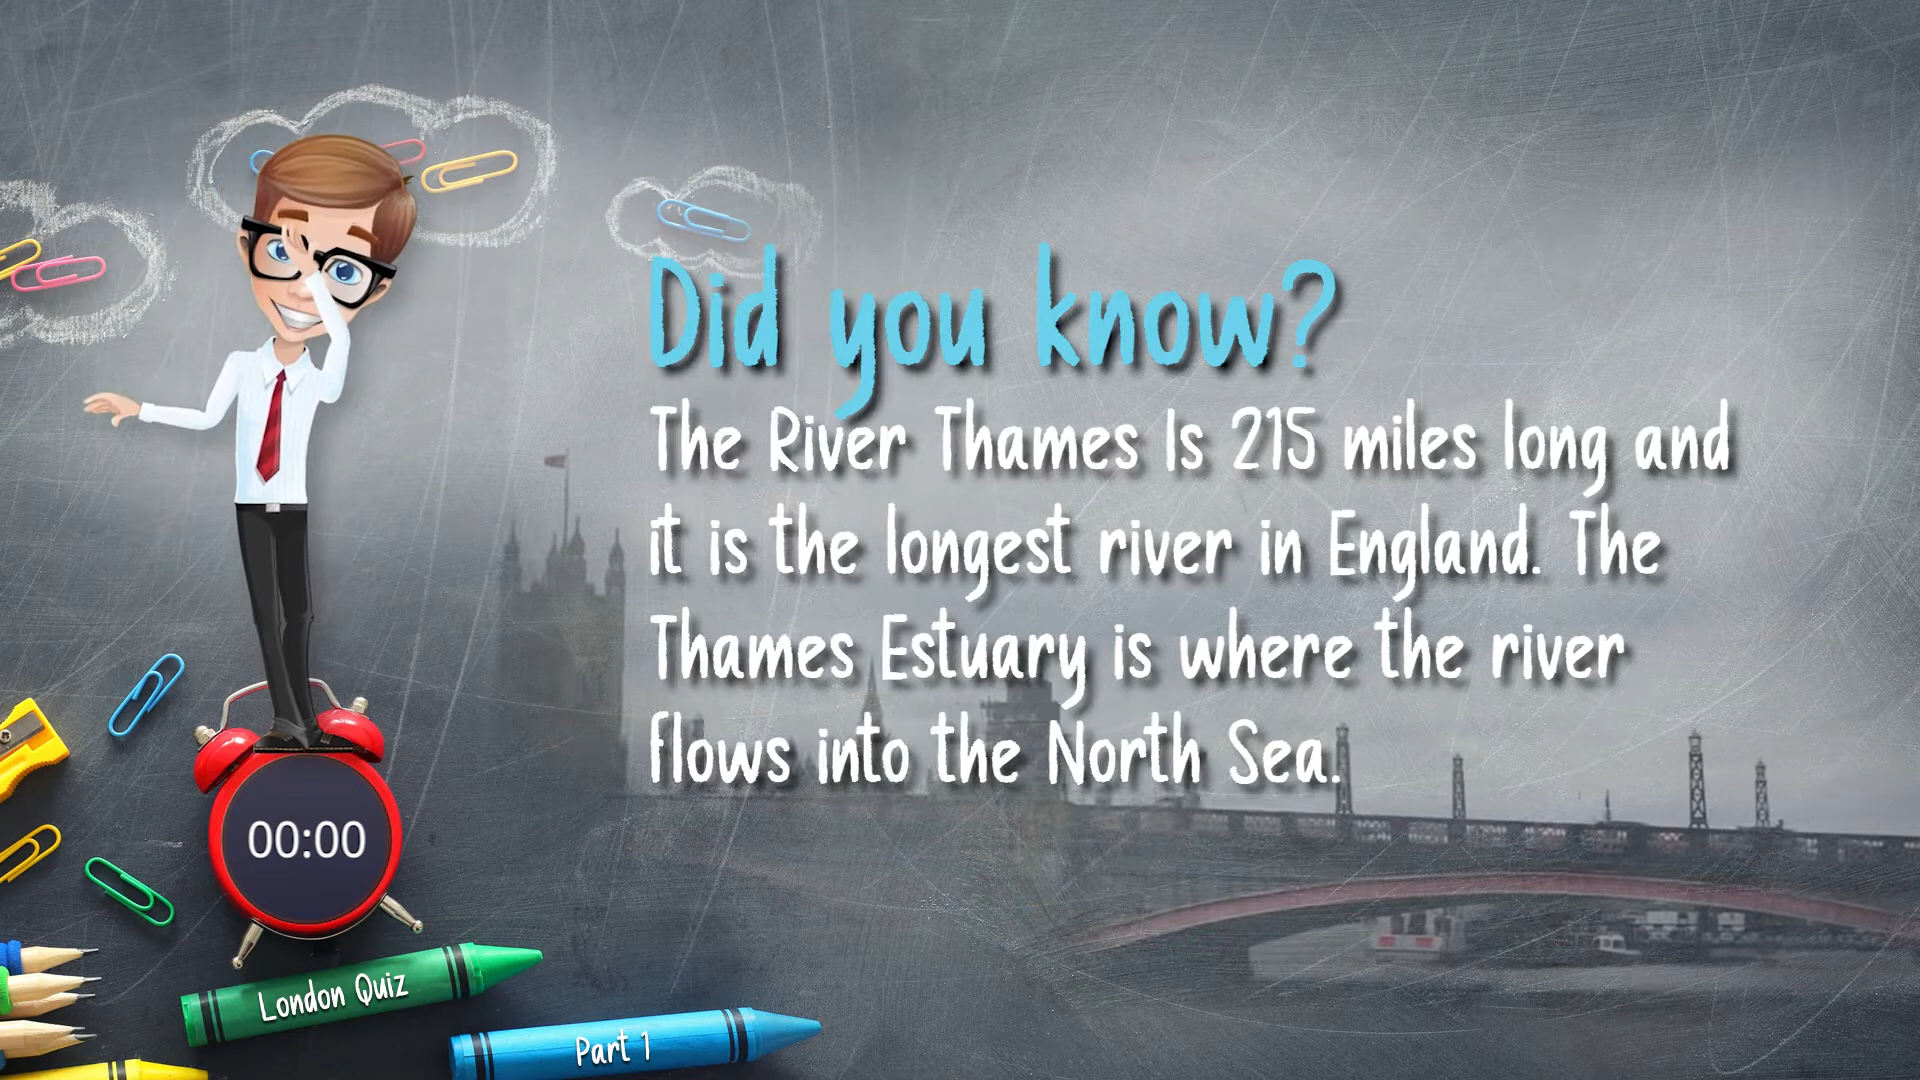 Did you know?
The River Thames Is 215 miles long and
it is the longest river in England. The
Thames Estuary is where the river
flows into the North Sea.
00:00
London Quiz
Part 1